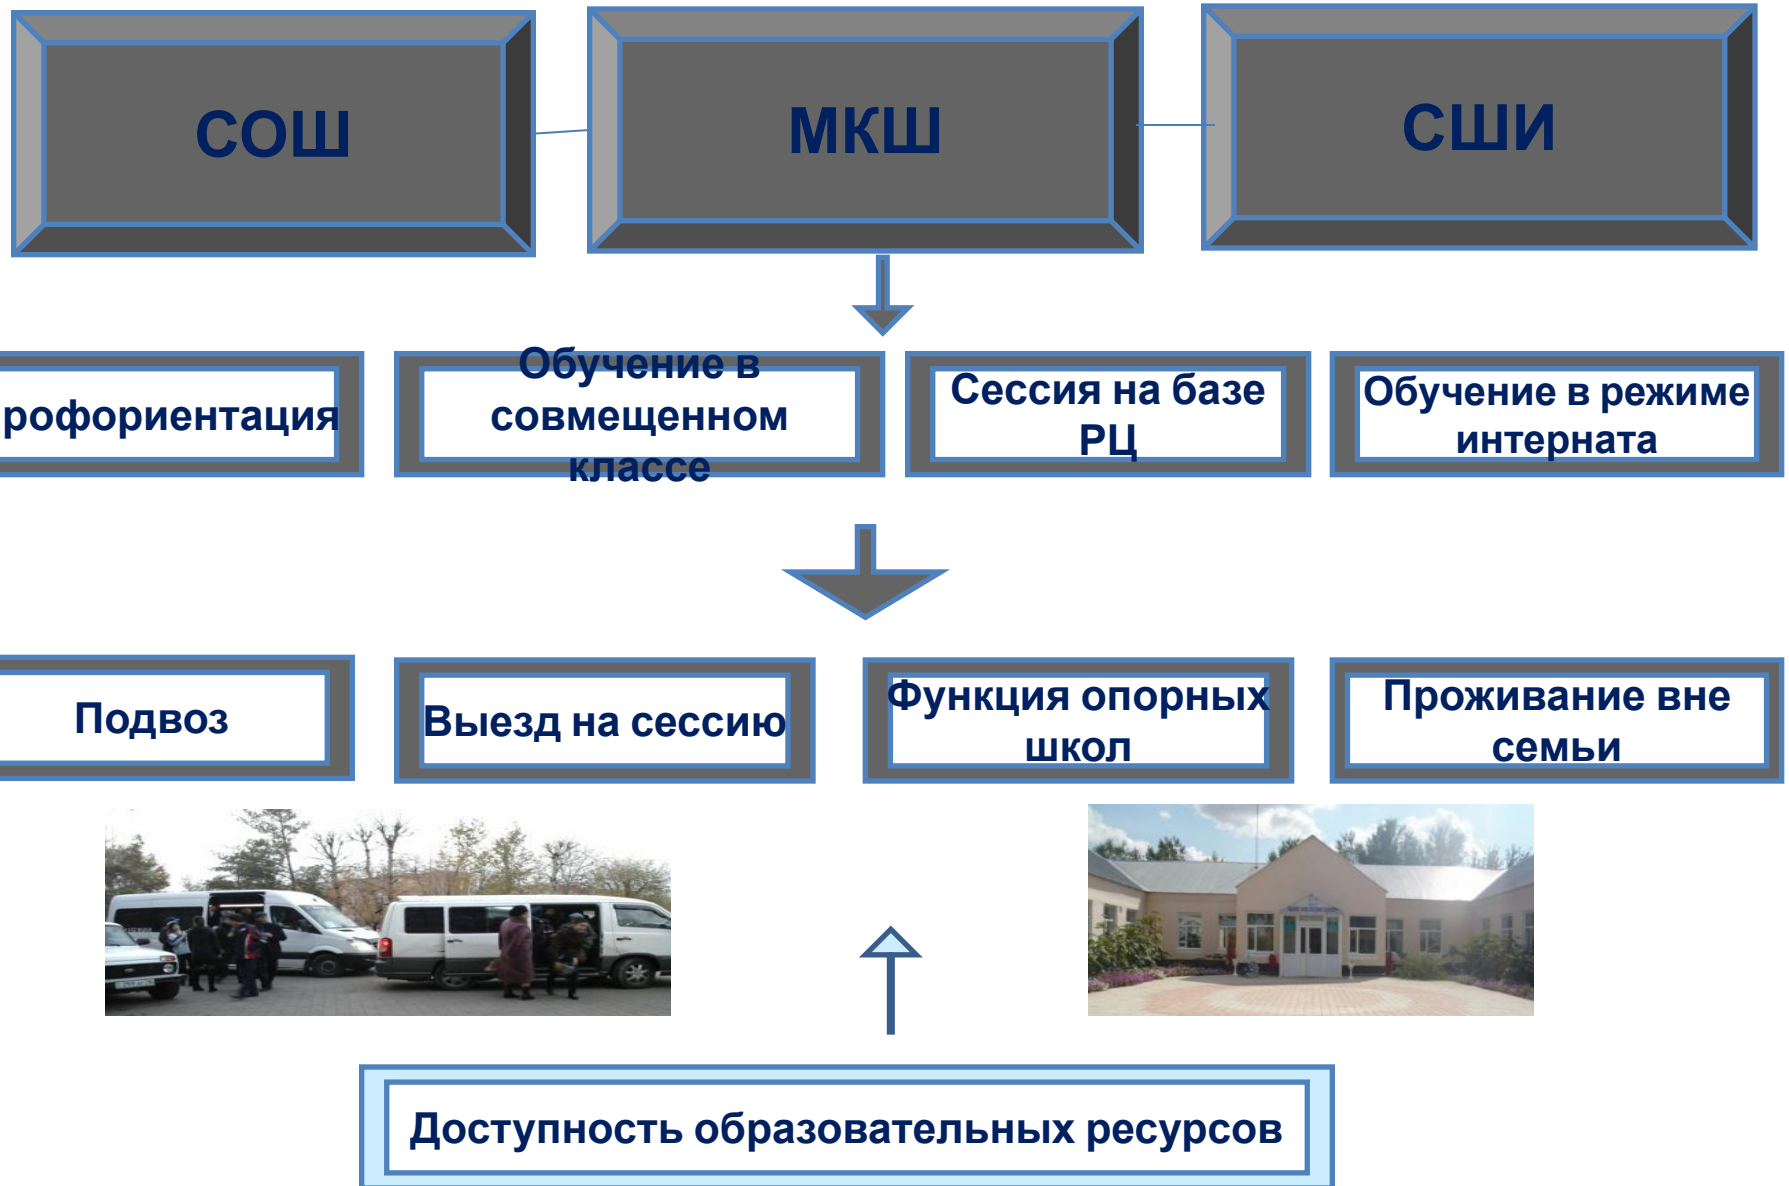 СОШ
МКШ
СШИ
рофориентация
Обучение в
совмещенном
классе
Сессия на базе
РЦ
Обучение в режиме
интерната
Подвоз
Выезд на сессию
Функция опорных
школ
Проживание вне
семьи
Доступность образовательных ресурсов